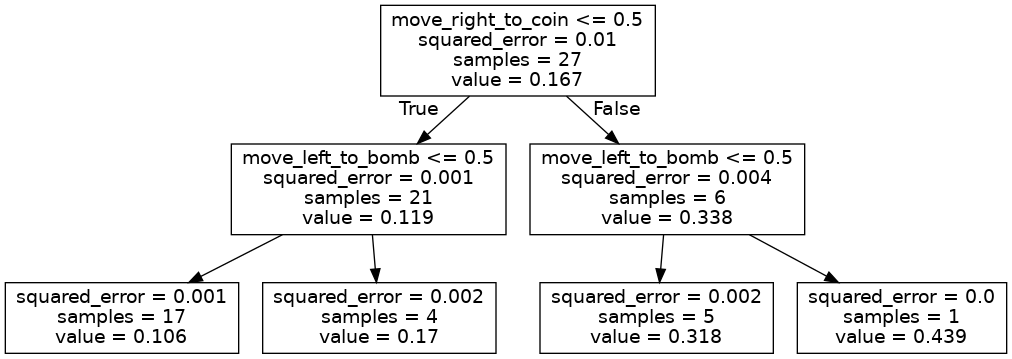 move_right_to_coin <= 0.5
squared_error = 0.01
samples = 27
value = 0.167
True
False
move_left_to_bomb <= 0.5
squared_error = 0.001
samples = 21
value = 0.119
move_left_to_bomb <= 0.5
squared_error = 0.004
samples = 6
value = 0.338
squared_error = 0.001
samples = 17
value = 0.106
squared_error = 0.002
samples = 4
value = 0.17
squared_error = 0.002
samples = 5
value = 0.318
squared_error = 0.0
samples = 1
value = 0.439